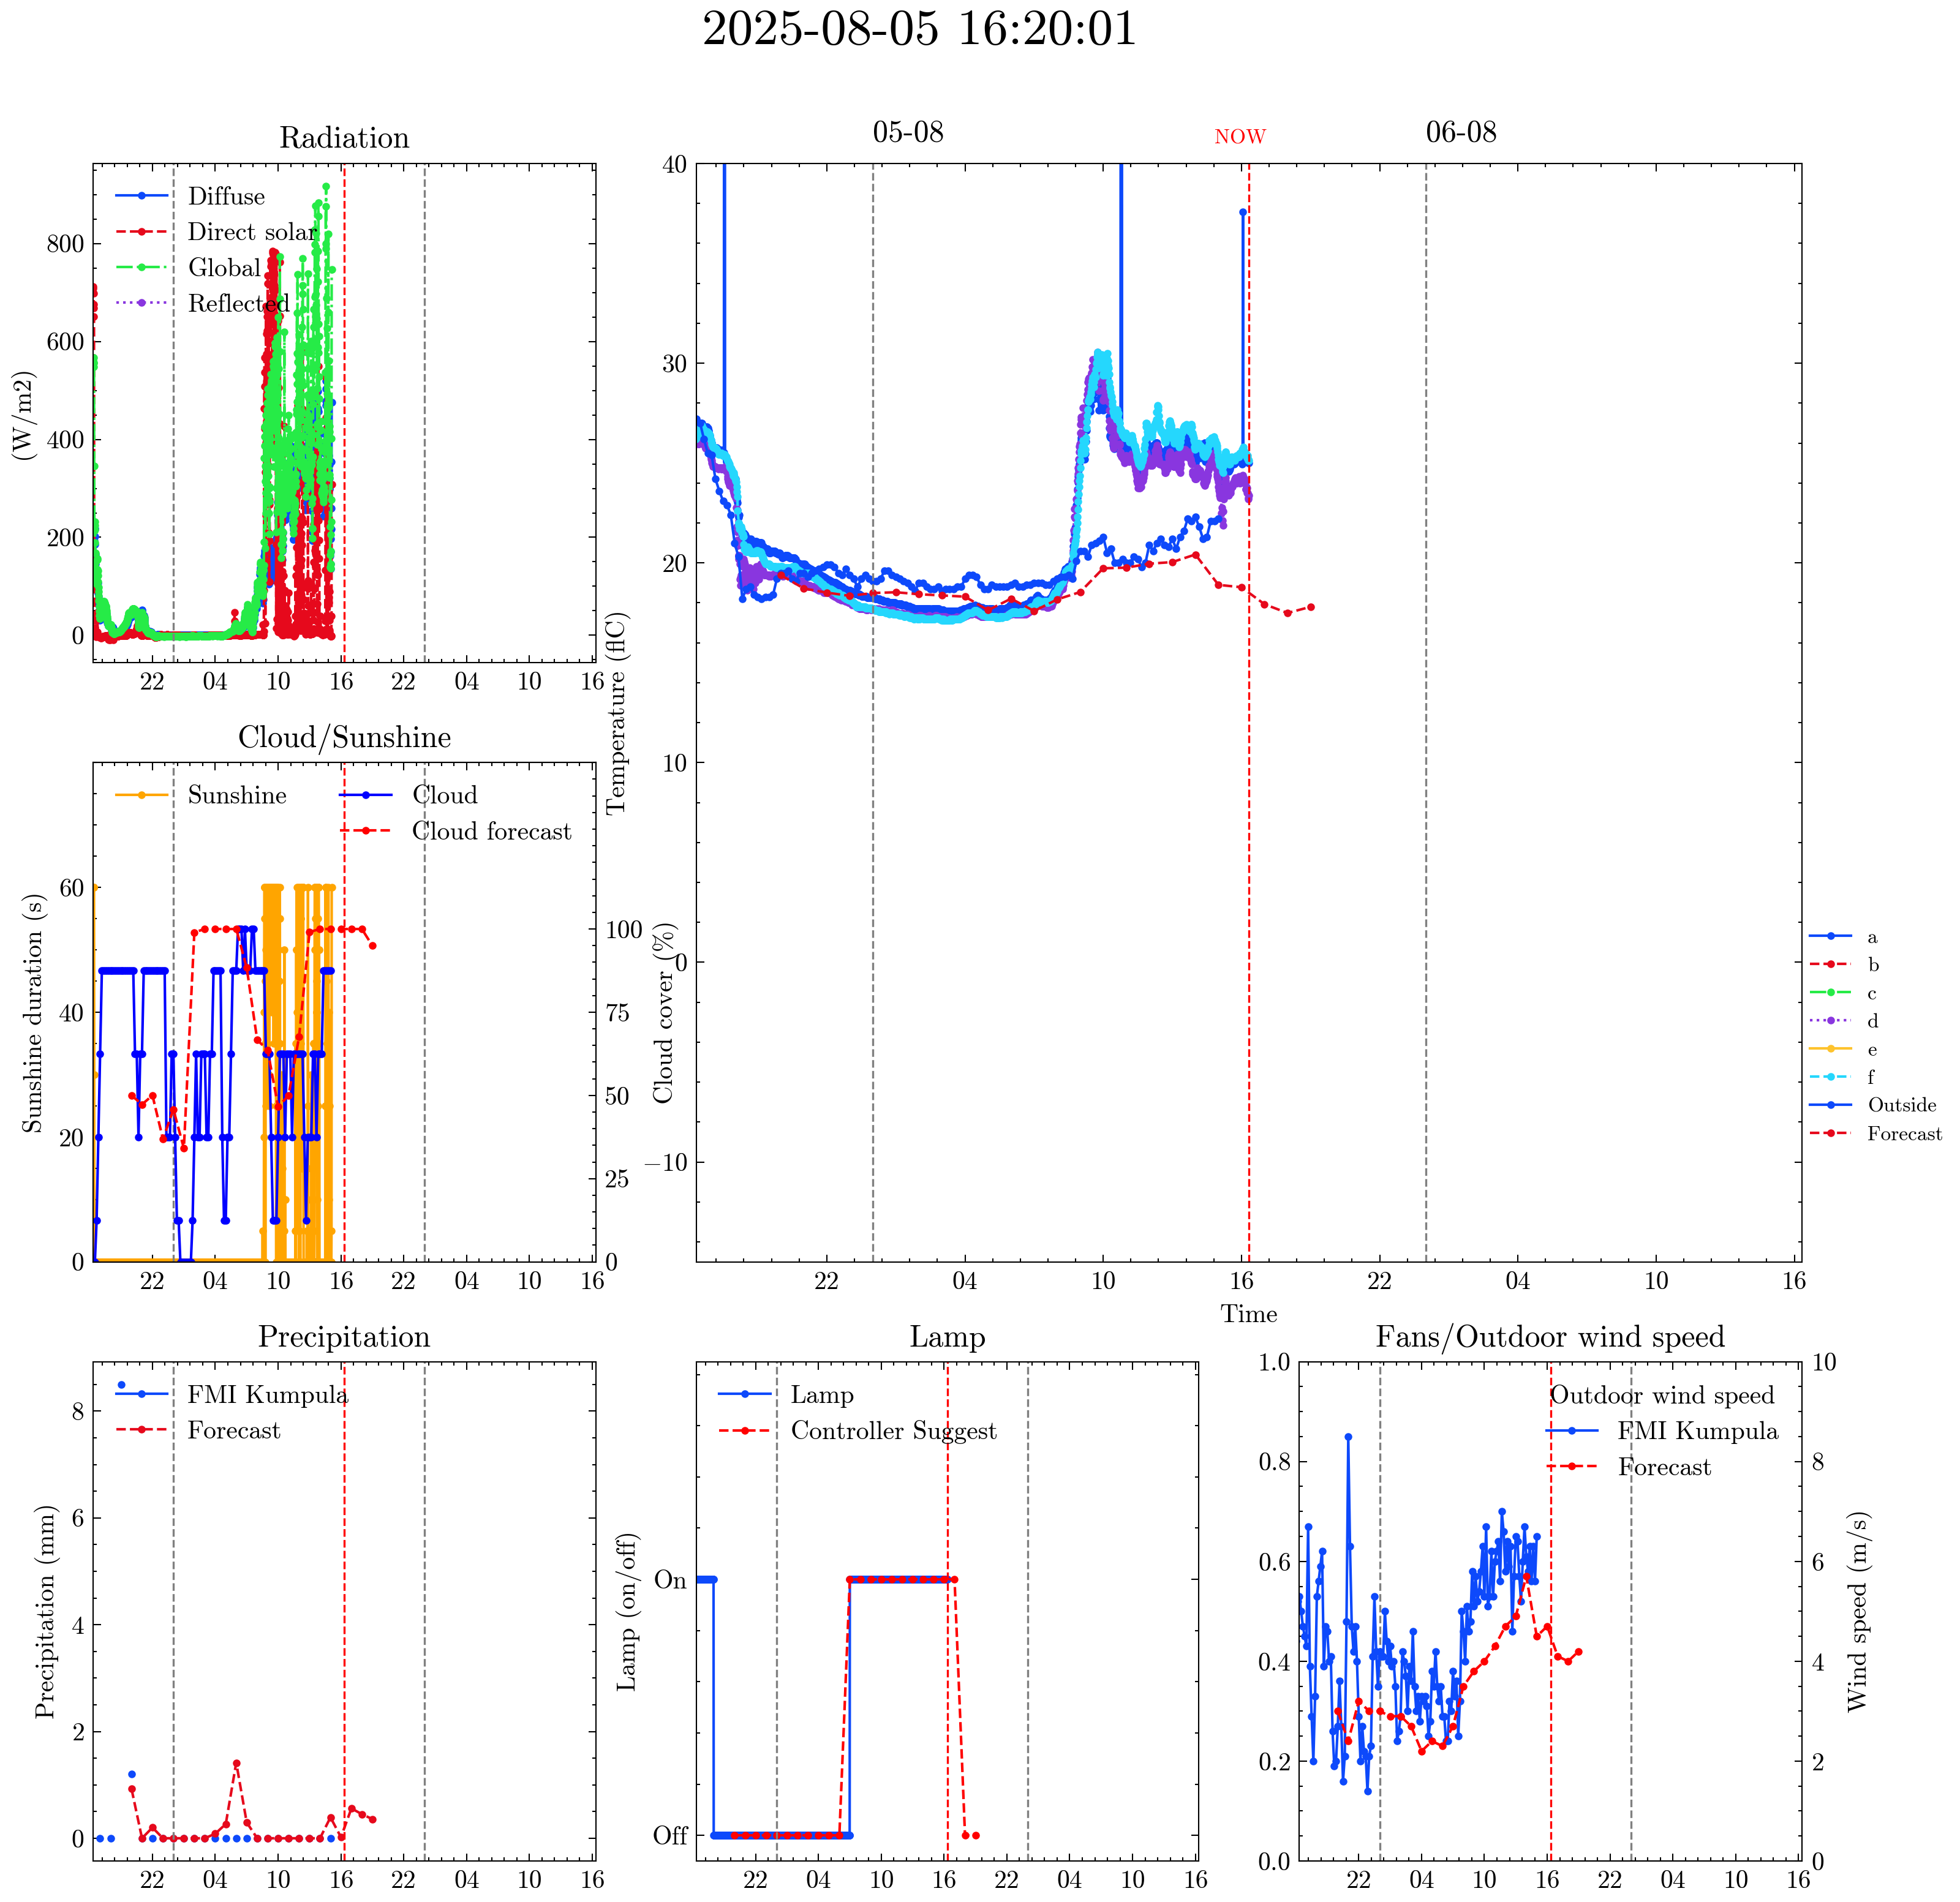 2025-08-05 16:20:01
Radiation
(W/m2)
800
600
400
200
0
Diffuse
Direct solar
Global
Reflected
22 04 10 16 22 04 10 16
05-08
NOW
06-08
Temperature (flC)
40
30
20
10
0
−10
22 04 10 16 22 04 10 16
Time
a
b
c
d
e
f
Outside
Forecast
Cloud/Sunshine
Sunshine duration (s)
60
40
20
0
Sunshine
Cloud
Cloud forecast
100
75
50
25
0
Cloud cover (%)
22 04 10 16 22 04 10 16
Precipitation
Precipitation (mm)
8
6
4
2
0
FMI Kumpula
Forecast
22 04 10 16 22 04 10 16
Lamp
Lamp (on/off)
On
Off
Lamp
Controller Suggest
22 04 10 16 22 04 10 16
Fans/Outdoor wind speed
1.0
0.8
0.6
0.4
0.2
0.0
Outdoor wind speed
FMI Kumpula
Forecast
10
8
6
4
2
0
Wind speed (m/s)
22 04 10 16 22 04 10 16